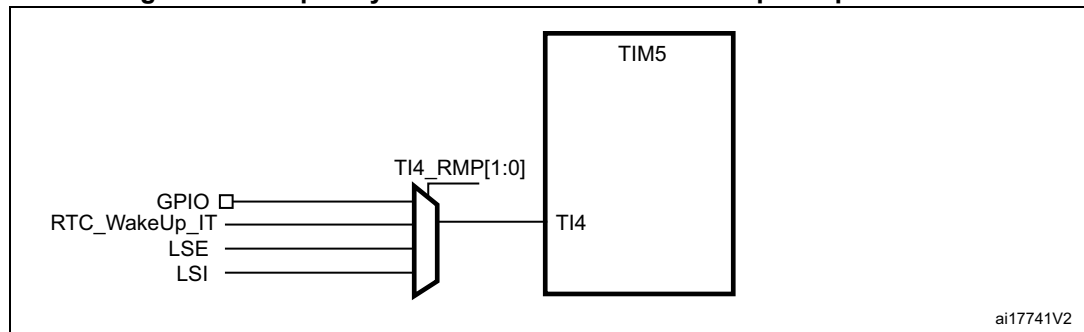 TIM5
TI4_RMP[1:0]
GPIO
RTC_WakeUp_IT
TI4
LSE
LSI
ai17741V2